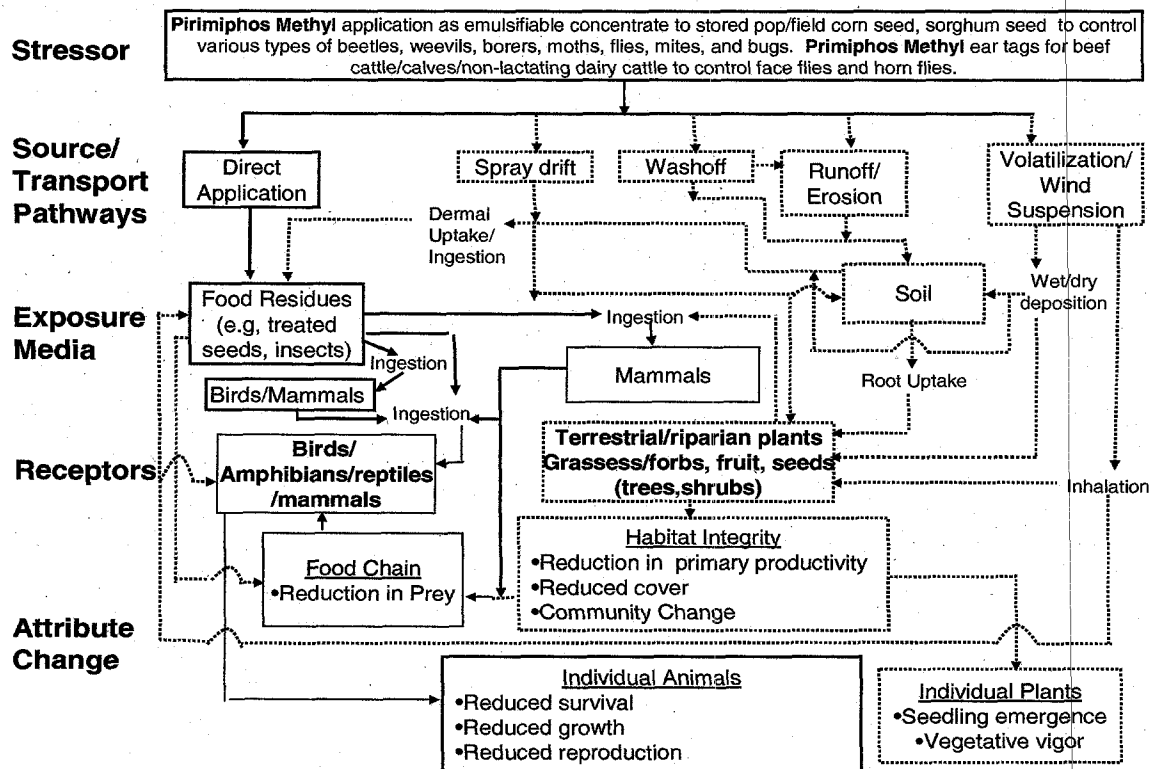 Stressor
Pirimiphos Methyl application as emulsifiable concentrate to stored pop/field corn seed, sorghum seed to control
various types of beetles, weevils, borers, moths, flies, mites, and bugs. Primiphos Methyl ear tags for beef
cattle/calves/non-lactating dairy cattle to control face flies and horn flies.
Source/
Transport
Pathways
Direct
Application
Spray drift
Washoff
Runoff/
Erosion
Volatilization/
Wind
Suspension
Dermal
Uptake/
Ingestion
Wet/dry
deposition
Exposure
Media
Food Residues
(e.g, treated
seeds, insects)
Ingestion
Soil
Ingestion
Mammals
Root Uptake
Birds/Mammals
Ingestion
Receptors
Birds/
Amphibians/reptiles
/mammals
Terrestrial/riparian plants
Grassess/forbs, fruit, seeds
(trees,shrubs)
Inhalation
Food Chain
•Reduction in Prey
Habitat Integrity
•Reduction in primary productivity
•Reduced cover
•Community Change
Attribute
Change
Individual Animals
•Reduced survival
•Reduced growth
•Reduced reproduction
Individual Plants
•Seedling emergence
•Vegetative vigor